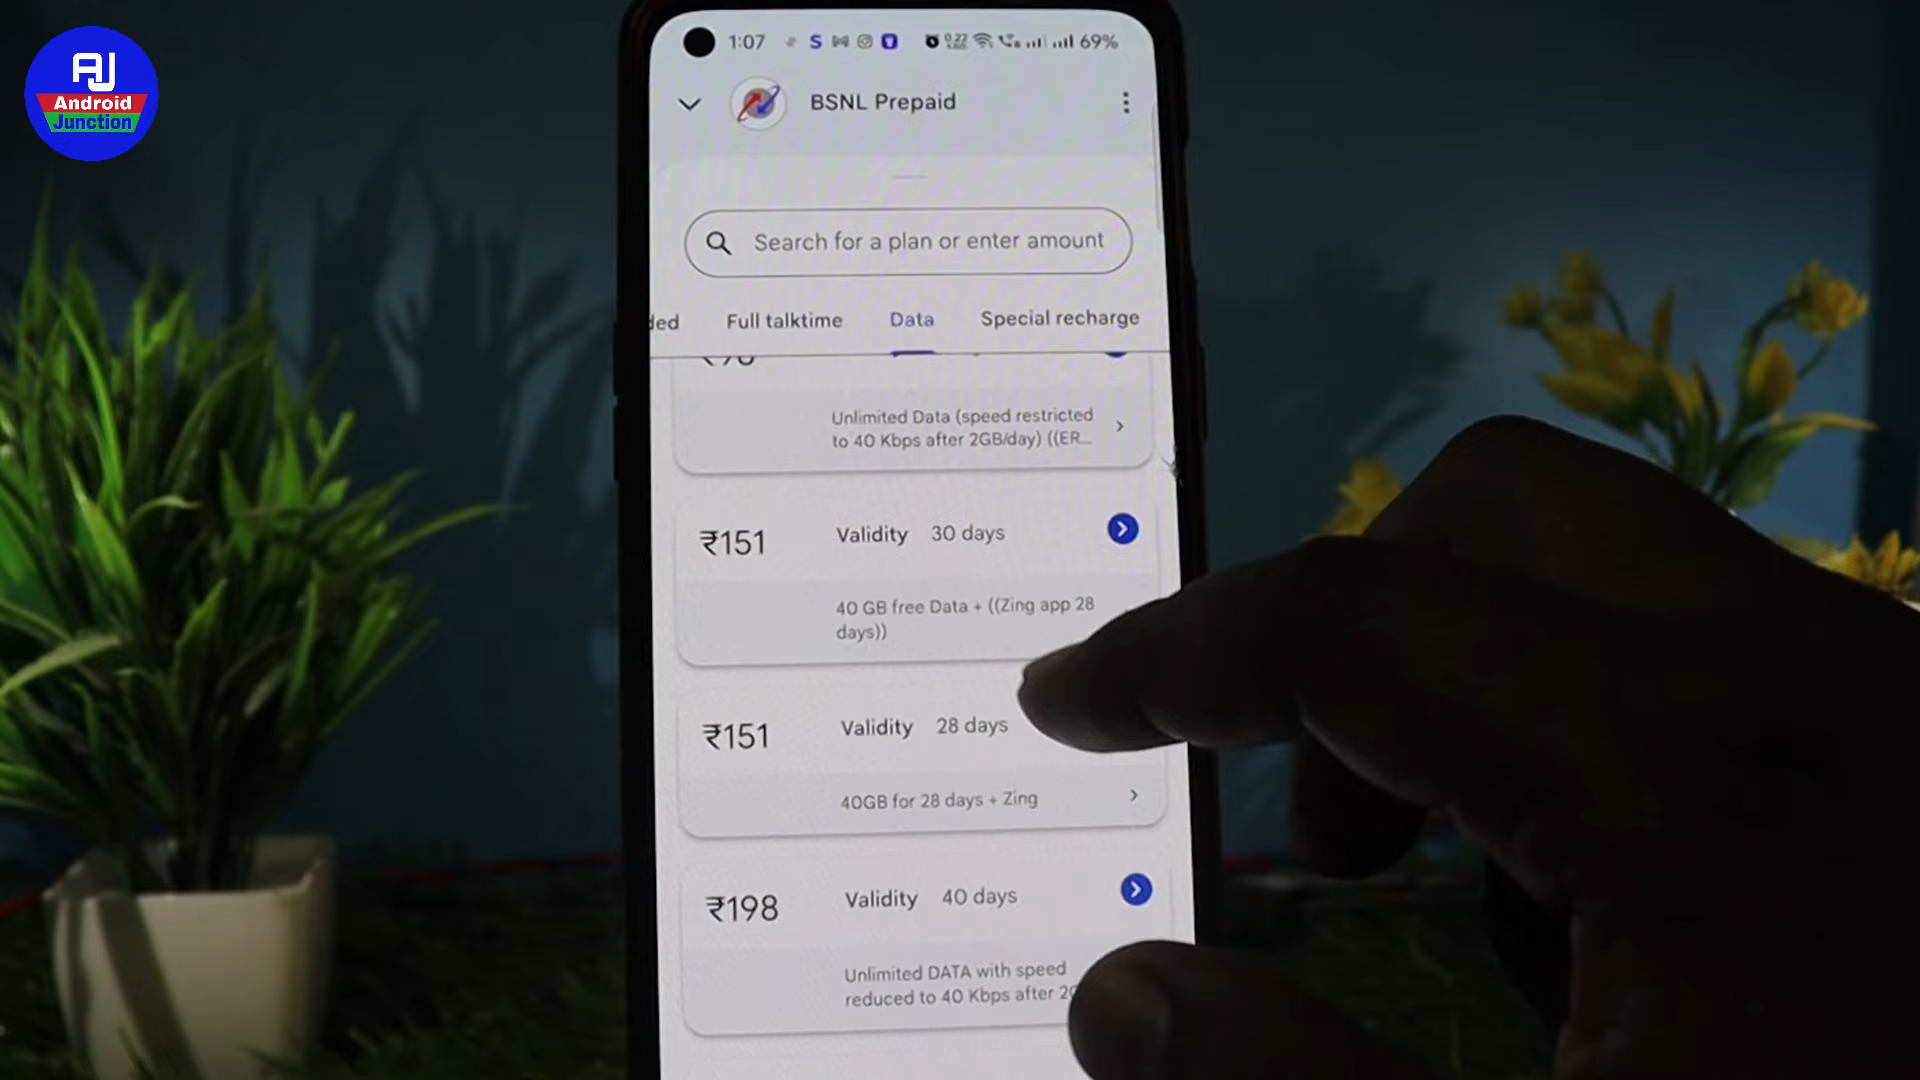 AJ
Android
Junction
1:07
69%
BSNL Prepaid
Search for a plan or enter amount
ded Full talktime Data Special recharge
Unlimited Data (speed restricted
to 40 Kbps after 2GB/day) ((ER...
₹151 Validity 30 days
40 GB free Data + ((Zing app 28
days))
₹151 Validity 28 days
40GB for 28 days + Zing
₹198 Validity 40 days
Unlimited DATA with speed
reduced to 40 Kbps after